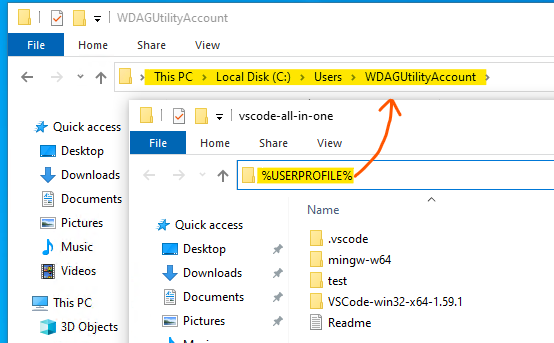 WDAGUtilityAccount
File Home Share View
This PC > Local Disk (C:) > Users > WDAGUtilityAccount >
Quick access
Desktop
Downloads
Documents
Pictures
Music
Videos
This PC
3D Objects
vscode-all-in-one
File Home Share View
%USERPROFILE%
Quick access
Desktop
Downloads
Documents
Pictures
Name
.vscode
mingw-w64
test
VSCode-win32-x64-1.59.1
Readme